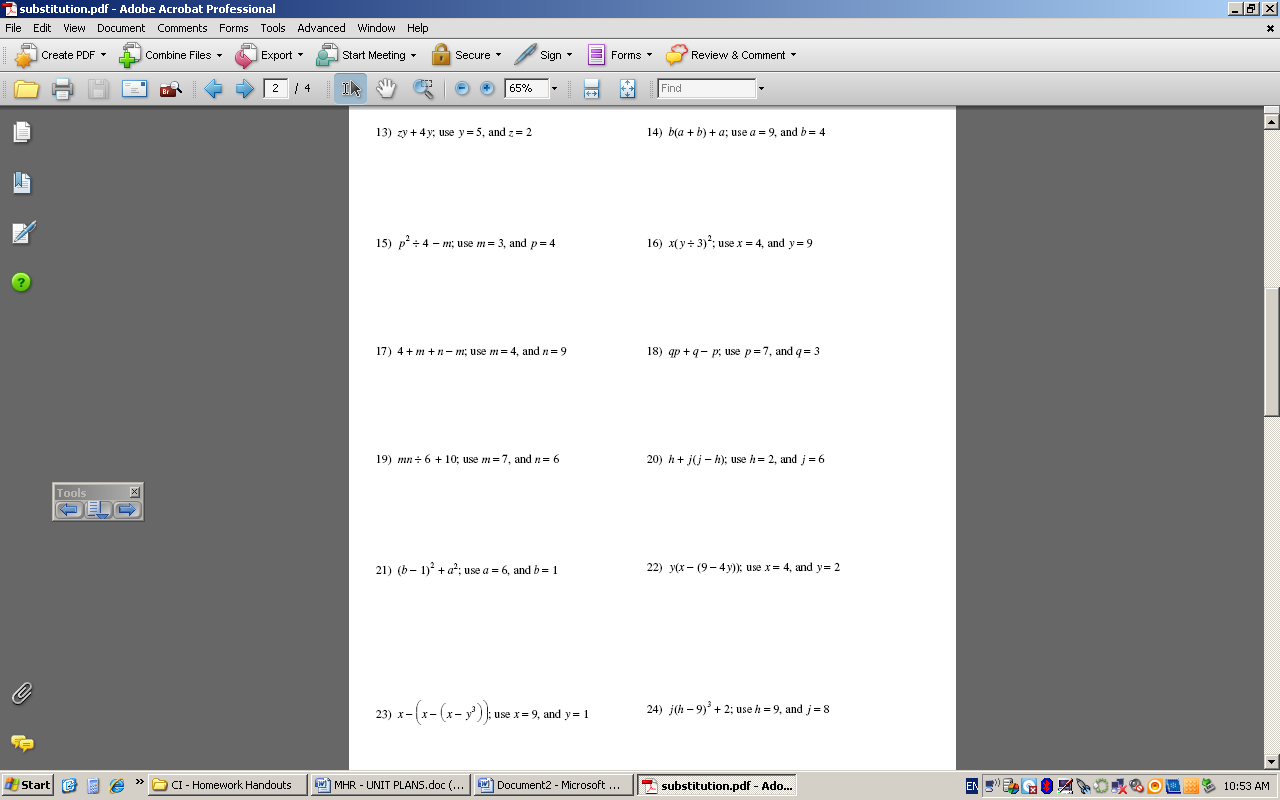 substitution.pdf - Adobe Acrobat Professional
File Edit View Document Comments Forms Tools Advanced Window Help
Create PDF Combine Files Export Start Meeting Secure Sign Forms Review & Comment
2 / 4 65% Find
13) zy + 4y; use y = 5, and z = 2
14) b(a + b) + a; use a = 9, and b = 4
15) p² ÷ 4 − m; use m = 3, and p = 4
16) x(y ÷ 3)²; use x = 4, and y = 9
17) 4 + m + n − m; use m = 4, and n = 9
18) qp + q − p; use p = 7, and q = 3
19) mn ÷ 6 + 10; use m = 7, and n = 6
20) h + j(j − h); use h = 2, and j = 6
Tools
21) (b − 1)² + a²; use a = 6, and b = 1
22) y(x − (9 − 4y)); use x = 4, and y = 2
23) x − (x − (x − y³)); use x = 9, and y = 1
24) j(h − 9)³ + 2; use h = 9, and j = 8
Start » CI - Homework Handouts MHR - UNIT PLANS.doc (... Document2 - Microsoft ... substitution.pdf - Ado... EN 10:53 AM